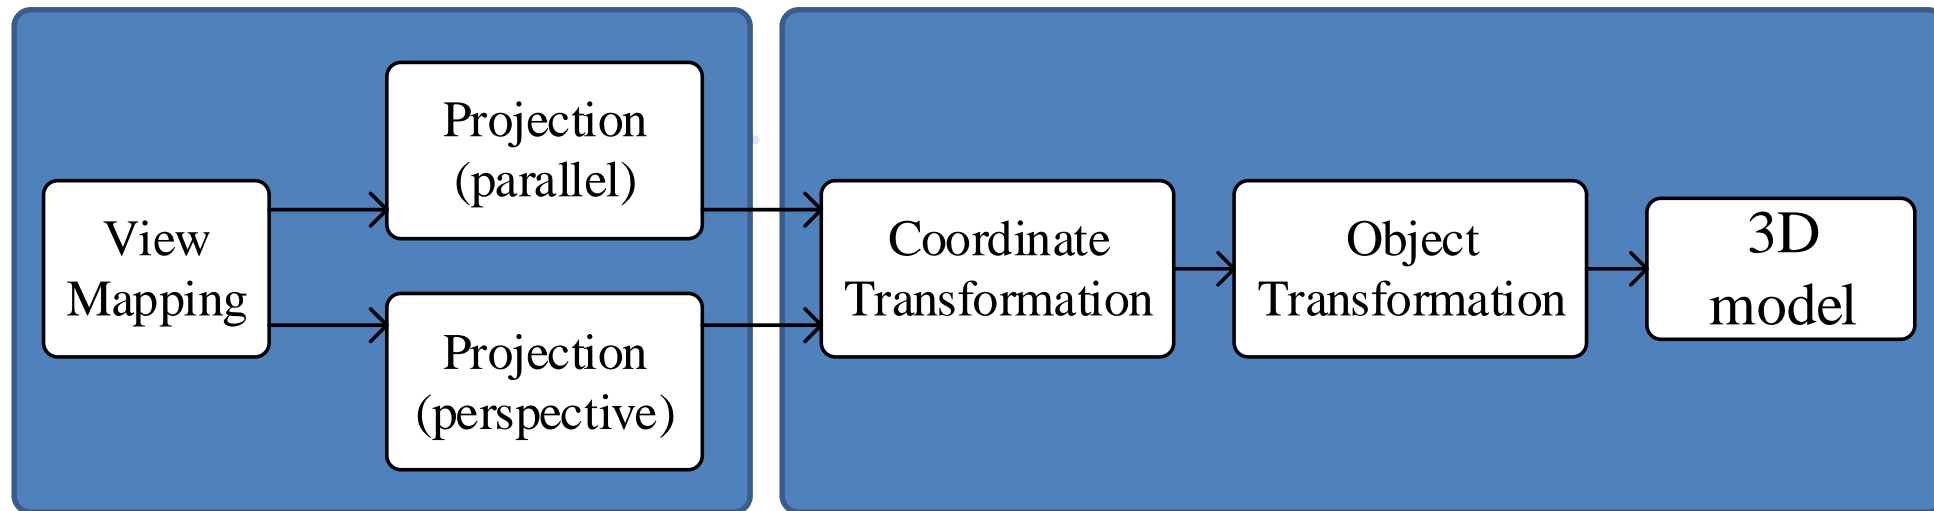 View
Mapping
Projection
(parallel)
Projection
(perspective)
Coordinate
Transformation
Object
Transformation
3D
model